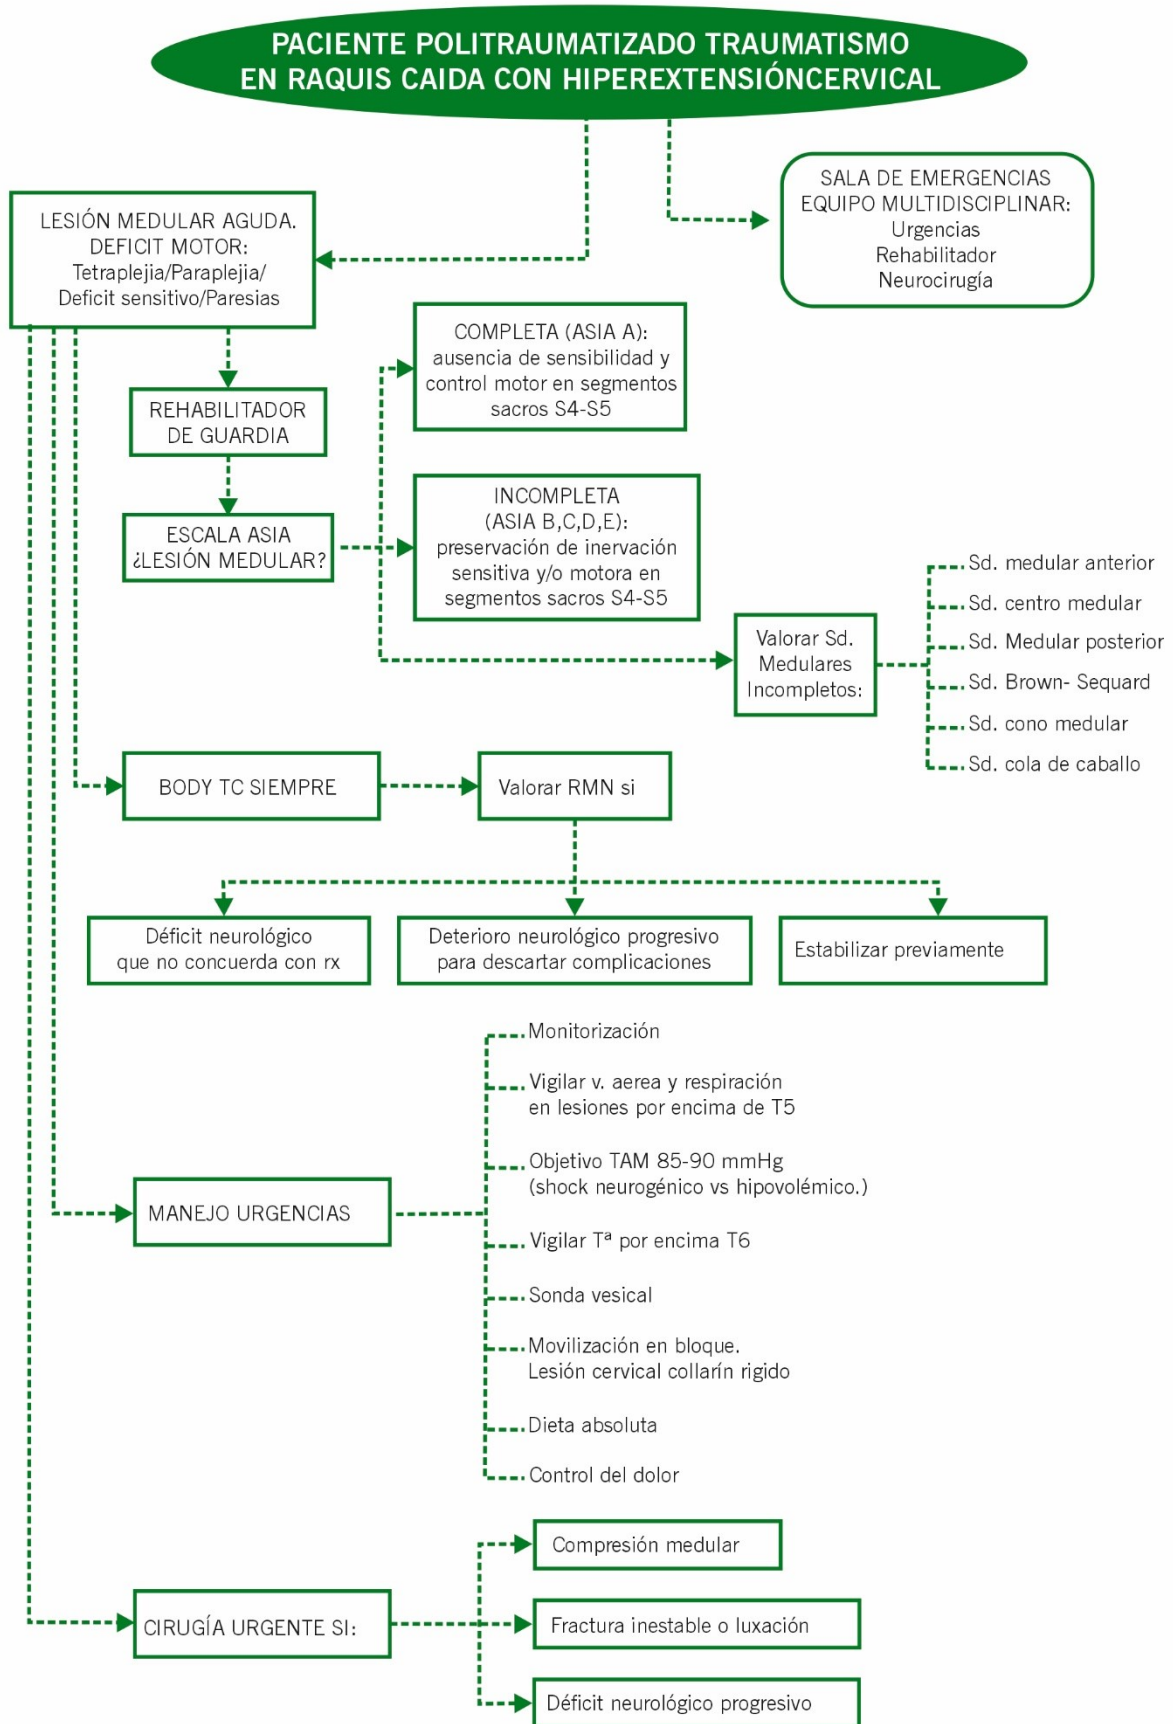 PACIENTE POLITRAUMATIZADO TRAUMATISMO
EN RAQUIS CAIDA CON HIPEREXTENSIÓNCERVICAL
SALA DE EMERGENCIAS
EQUIPO MULTIDISCIPLINAR:
Urgencias
Rehabilitador
Neurocirugía
LESIÓN MEDULAR AGUDA.
DEFICIT MOTOR:
Tetraplejia/Paraplejia/
Deficit sensitivo/Paresias
REHABILITADOR
DE GUARDIA
ESCALA ASIA
¿LESIÓN MEDULAR?
COMPLETA (ASIA A):
ausencia de sensibilidad y
control motor en segmentos
sacros S4-S5
INCOMPLETA
(ASIA B,C,D,E):
preservación de inervación
sensitiva y/o motora en
segmentos sacros S4-S5
Valorar Sd.
Medulares
Incompletos:
Sd. medular anterior
Sd. centro medular
Sd. Medular posterior
Sd. Brown- Sequard
Sd. cono medular
Sd. cola de caballo
BODY TC SIEMPRE
Valorar RMN si
Déficit neurológico
que no concuerda con rx
Deterioro neurológico progresivo
para descartar complicaciones
Estabilizar previamente
MANEJO URGENCIAS
Monitorización
Vigilar v. aerea y respiración
en lesiones por encima de T5
Objetivo TAM 85-90 mmHg
(shock neurogénico vs hipovolémico.)
Vigilar Tª por encima T6
Sonda vesical
Movilización en bloque.
Lesión cervical collarín rigido
Dieta absoluta
Control del dolor
CIRUGÍA URGENTE SI:
Compresión medular
Fractura inestable o luxación
Déficit neurológico progresivo